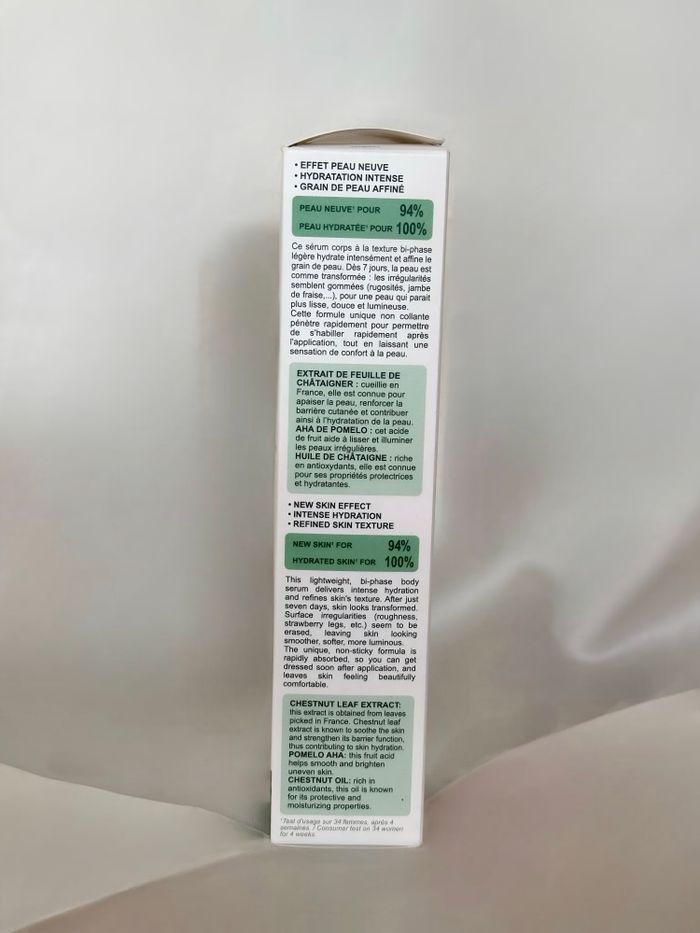 • EFFET PEAU NEUVE
• HYDRATATION INTENSE
• GRAIN DE PEAU AFFINÉ
PEAU NEUVE¹ POUR 94%
PEAU HYDRATÉE¹ POUR 100%
Ce sérum corps à la texture bi-phase
légère hydrate intensément et affine le
grain de peau. Dès 7 jours, la peau est
comme transformée : les irrégularités
semblent gommées (rugosités, jambe
de fraise,...), pour une peau qui parait
plus lisse, douce et lumineuse.
Cette formule unique non collante
pénètre rapidement pour permettre
de s'habiller rapidement après
l'application, tout en laissant une
sensation de confort à la peau.
EXTRAIT DE FEUILLE DE
CHÂTAIGNER : cueillie en
France, elle est connue pour
apaiser la peau, renforcer la
barrière cutanée et contribuer
ainsi à l'hydratation de la peau.
AHA DE POMELO : cet acide
de fruit aide à lisser et illuminer
les peaux irrégulières.
HUILE DE CHÂTAIGNE : riche
en antioxydants, elle est connue
pour ses propriétés protectrices
et hydratantes.
• NEW SKIN EFFECT
• INTENSE HYDRATION
• REFINED SKIN TEXTURE
NEW SKIN¹ FOR 94%
HYDRATED SKIN¹ FOR 100%
This lightweight, bi-phase body
serum delivers intense hydration
and refines skin's texture. After just
seven days, skin looks transformed.
Surface irregularities (roughness,
strawberry legs, etc.) seem to be
erased, leaving skin looking
smoother, softer, more luminous.
The unique, non-sticky formula is
rapidly absorbed, so you can get
dressed soon after application, and
leaves skin feeling beautifully
comfortable.
CHESTNUT LEAF EXTRACT:
this extract is obtained from leaves
picked in France. Chestnut leaf
extract is known to soothe the skin
and strengthen its barrier function,
thus contributing to skin hydration.
POMELO AHA: this fruit acid
helps smooth and brighten
uneven skin.
CHESTNUT OIL: rich in
antioxidants, this oil is known
for its protective and
moisturizing properties.
¹Test d'usage sur 34 femmes, après 4
semaines. / Consumer test on 34 women
for 4 weeks.